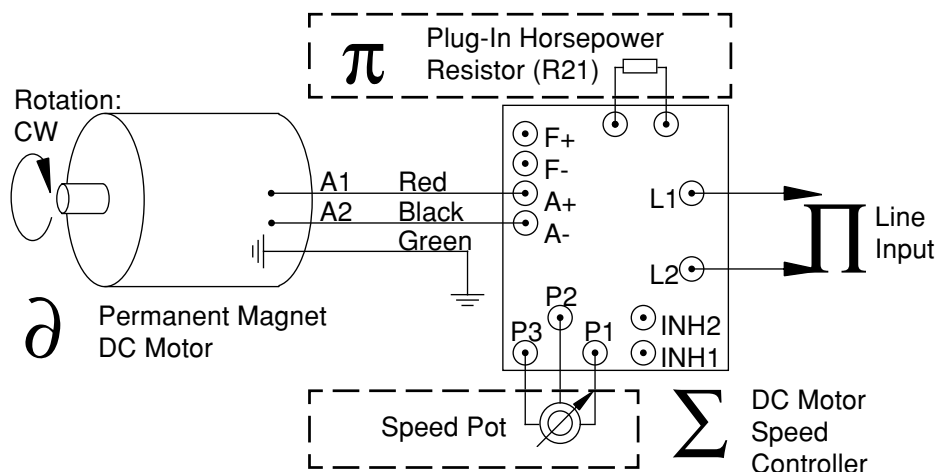 π
Plug-In Horsepower
Resistor (R21)
Rotation:
CW
F+
F-
A1 Red A+
A2 Black A-
Green
L1
L2
∏ Line
Input
∂ Permanent Magnet
DC Motor
P2
P3 P1
INH2
INH1
Speed Pot
∑ DC Motor
Speed
Controller